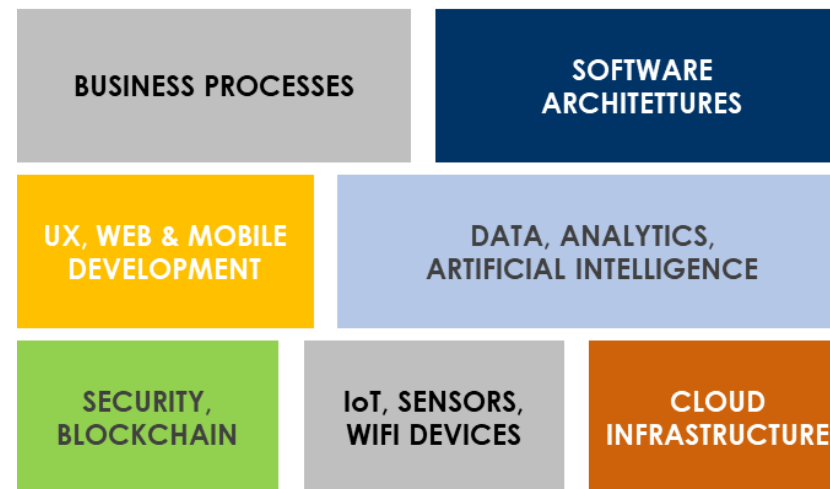 BUSINESS PROCESSES
SOFTWARE
ARCHITETTURES
UX, WEB & MOBILE
DEVELOPMENT
DATA, ANALYTICS,
ARTIFICIAL INTELLIGENCE
SECURITY,
BLOCKCHAIN
IoT, SENSORS,
WIFI DEVICES
CLOUD
INFRASTRUCTURE